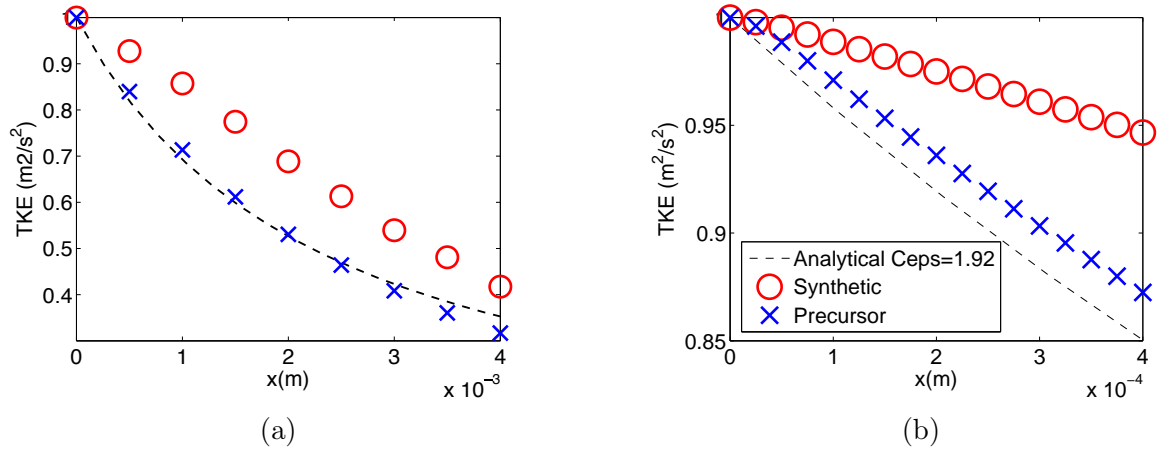 1
0.9
0.8
0.7
0.6
0.5
0.4
TKE (m2/s²)
0
1
2
3
4
x(m)
x 10⁻³
(a)
1
0.95
0.9
0.85
TKE (m²/s²)
Analytical Ceps=1.92
Synthetic
Precursor
0
1
2
3
4
x(m)
x 10⁻⁴
(b)